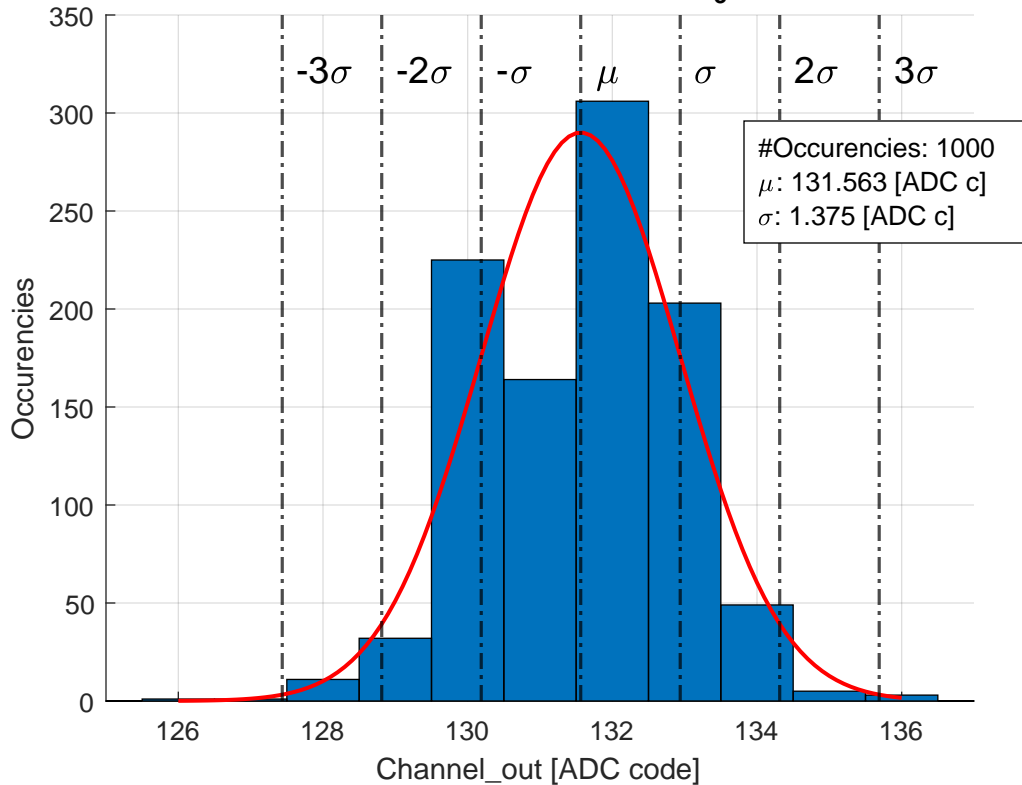 350
300
250
200
150
100
50
0
Occurencies
-3σ -2σ -σ μ σ 2σ 3σ
#Occurencies: 1000
μ: 131.563 [ADC c]
σ: 1.375 [ADC c]
126 128 130 132 134 136
Channel_out [ADC code]